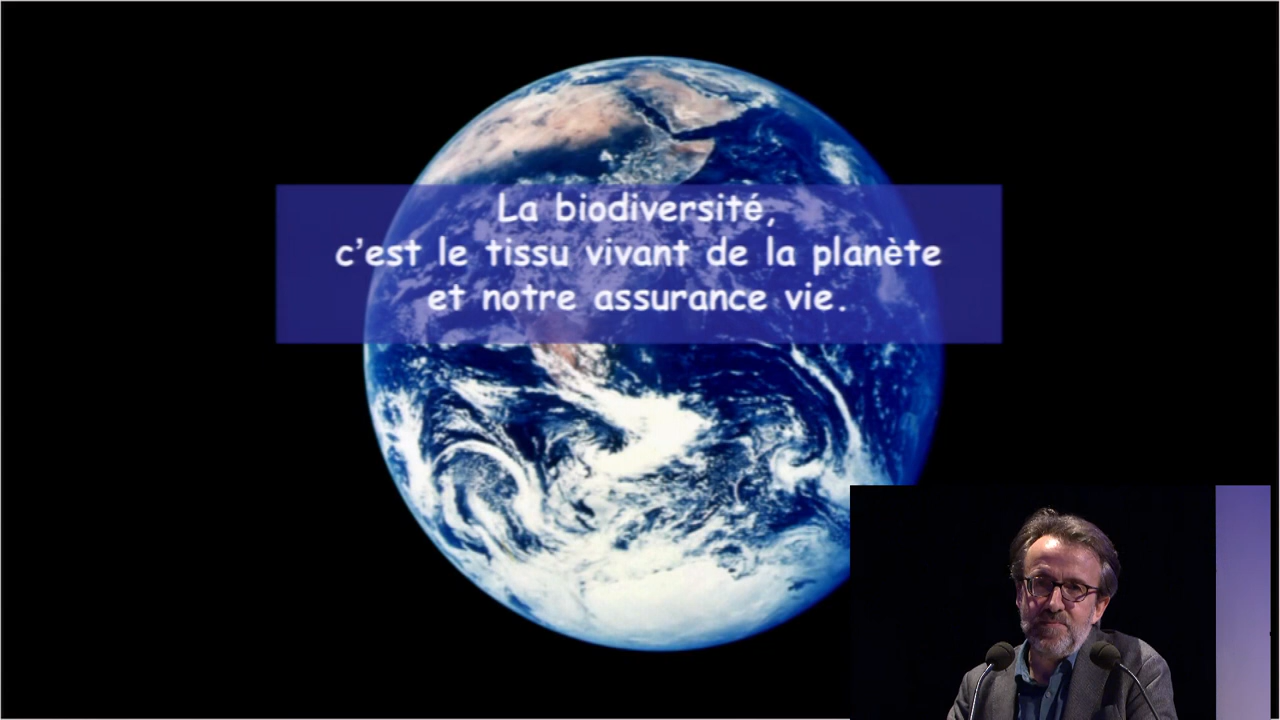 La biodiversité,
c'est le tissu vivant de la planète
et notre assurance vie.